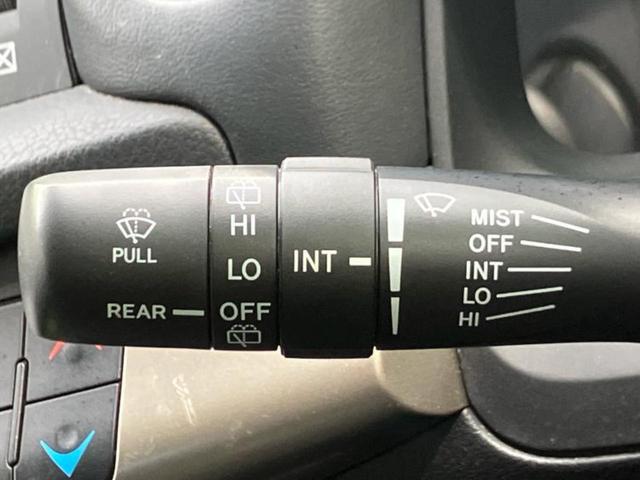 PULL
REAR
HI
LO
OFF
INT
MIST
OFF
INT
LO
HI